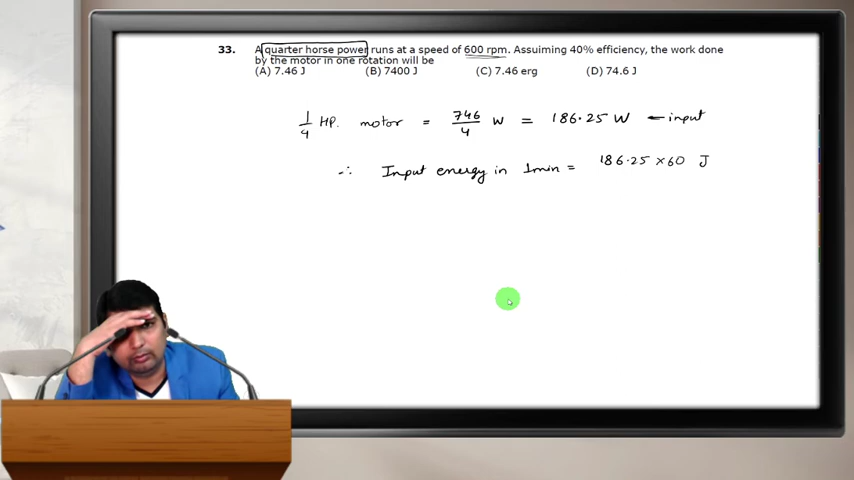 33. A quarter horse power runs at a speed of 600 rpm. Assuming 40% efficiency, the work done
by the motor in one rotation will be
(A) 7.46 J (B) 7400 J (C) 7.46 erg (D) 74.6 J
1/4 HP. motor = 746/4 W = 186.25 W ← input
∴ Input energy in 1min = 186.25 × 60 J